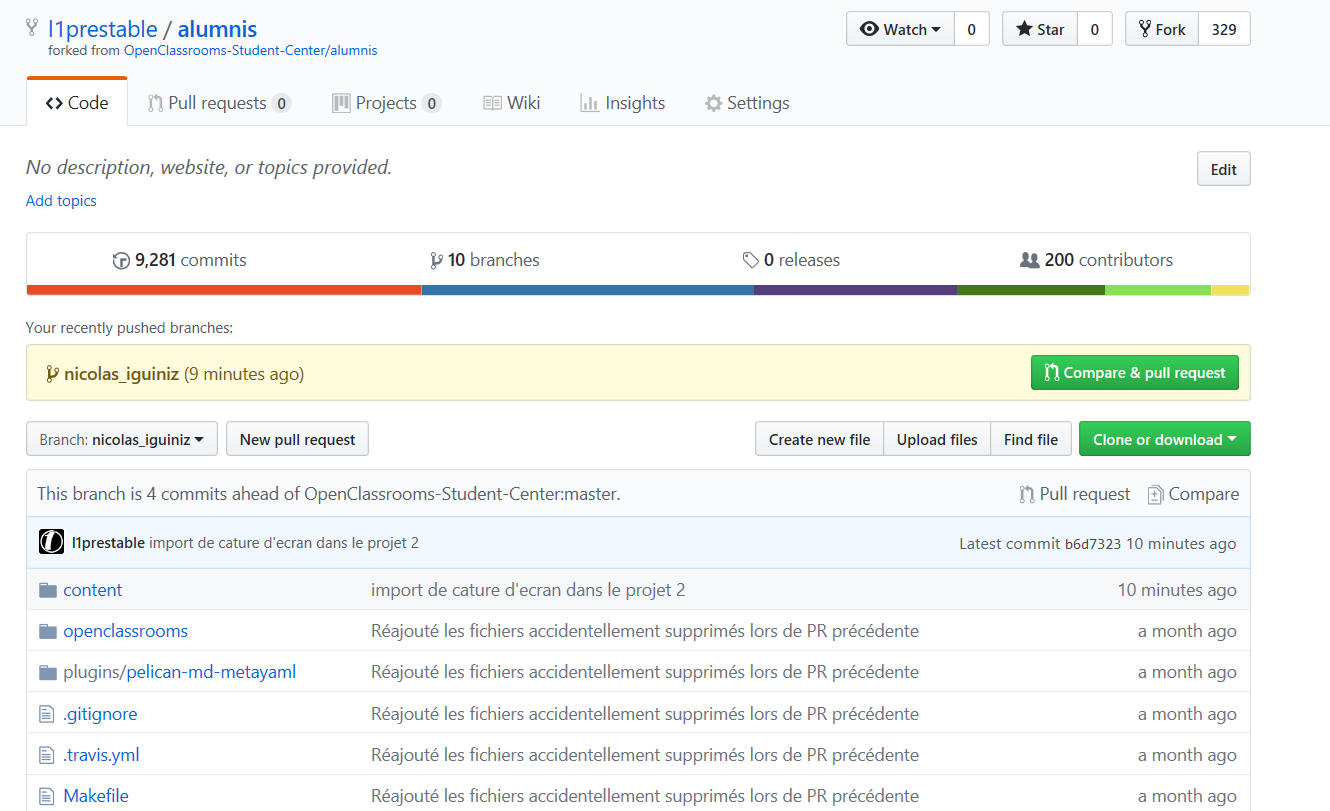 l1prestable / alumnis
forked from OpenClassrooms-Student-Center/alumnis
Watch 0 Star 0 Fork 329
Code Pull requests 0 Projects 0 Wiki Insights Settings
No description, website, or topics provided.
Edit
Add topics
9,281 commits 10 branches 0 releases 200 contributors
Your recently pushed branches:
nicolas_iguiniz (9 minutes ago) Compare & pull request
Branch: nicolas_iguiniz New pull request Create new file Upload files Find file Clone or download
This branch is 4 commits ahead of OpenClassrooms-Student-Center:master. Pull request Compare
l1prestable import de cature d'ecran dans le projet 2 Latest commit b6d7323 10 minutes ago
content import de cature d'ecran dans le projet 2 10 minutes ago
openclassrooms Réajouté les fichiers accidentellement supprimés lors de PR précédente a month ago
plugins/pelican-md-metayaml Réajouté les fichiers accidentellement supprimés lors de PR précédente a month ago
.gitignore Réajouté les fichiers accidentellement supprimés lors de PR précédente a month ago
.travis.yml Réajouté les fichiers accidentellement supprimés lors de PR précédente a month ago
Makefile Réajouté les fichiers accidentellement supprimés lors de PR précédente a month ago